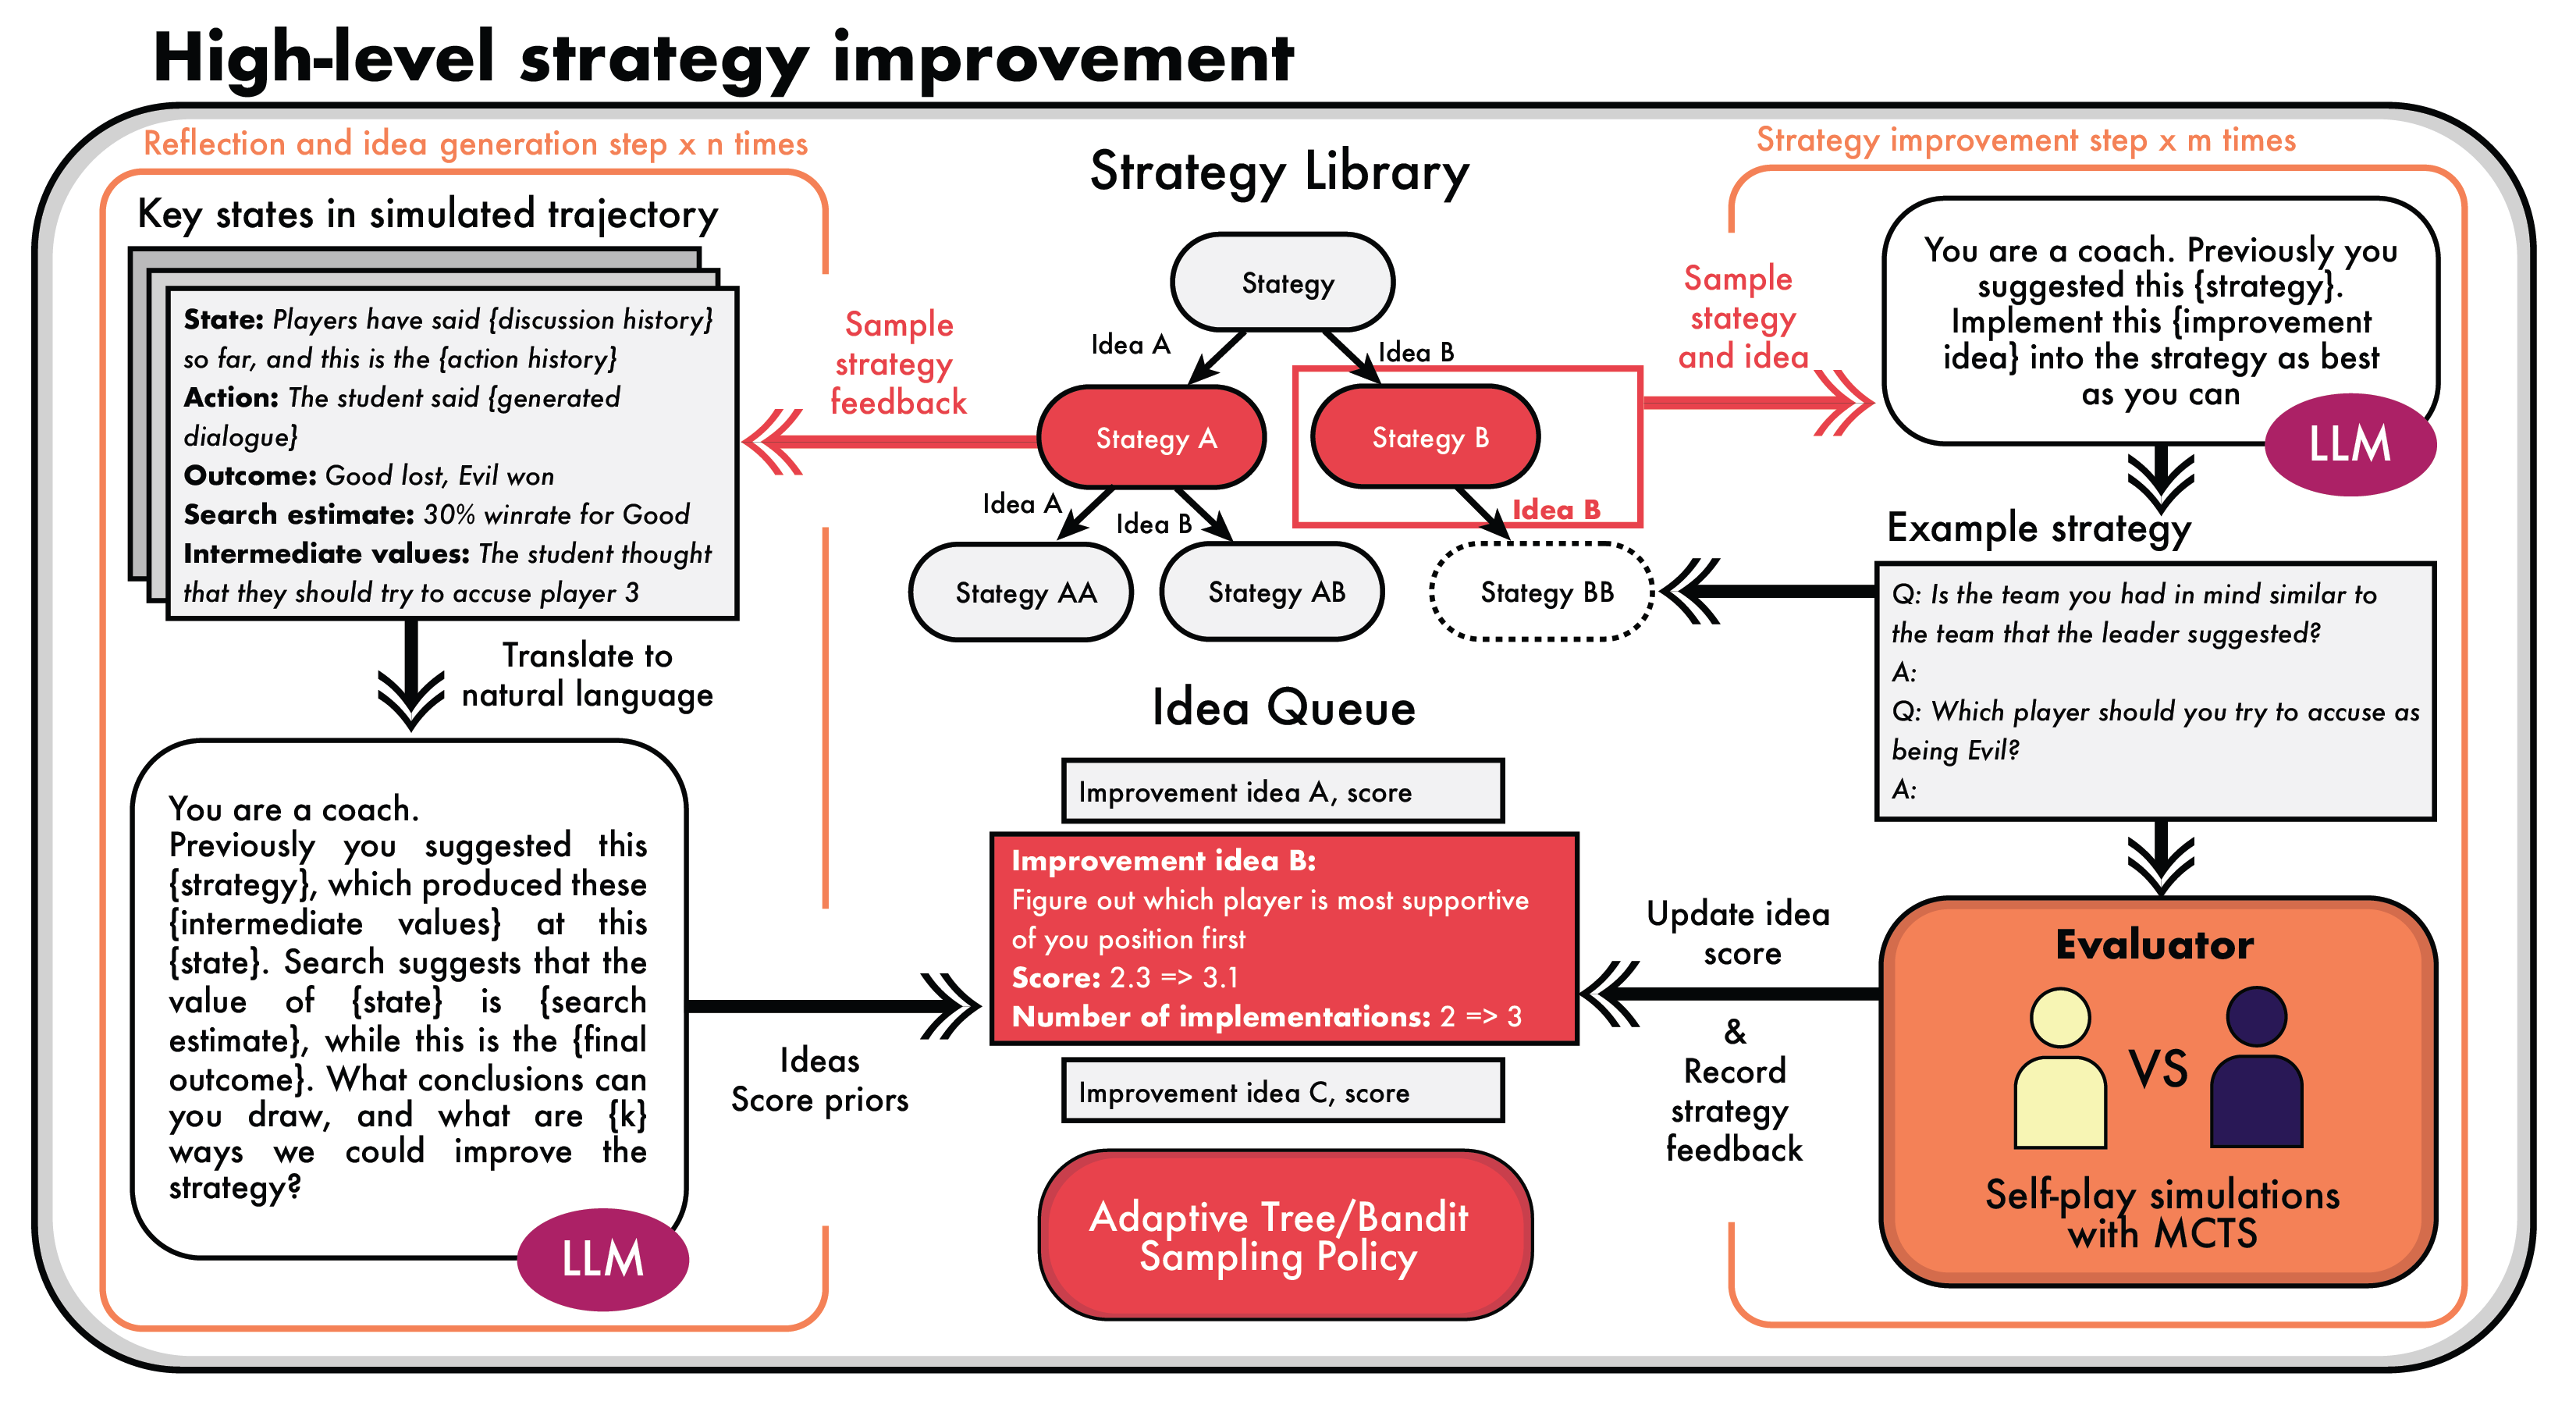 High-level strategy improvement
Reflection and idea generation step x n times
Key states in simulated trajectory
State: Players have said {discussion history}
so far, and this is the {action history}
Action: The student said {generated
dialogue}
Outcome: Good lost, Evil won
Search estimate: 30% winrate for Good
Intermediate values: The student thought
that they should try to accuse player 3
Translate to
natural language
You are a coach.
Previously you suggested this
{strategy}, which produced these
{intermediate values} at this
{state}. Search suggests that the
value of {state} is {search
estimate}, while this is the {final
outcome}. What conclusions can
you draw, and what are {k}
ways we could improve the
strategy?
LLM
Sample
strategy
feedback
Ideas
Score priors
Strategy Library
Stategy
Idea A
Idea B
Stategy A
Stategy B
Idea A
Idea B
Idea B
Stategy AA
Stategy AB
Stategy BB
Idea Queue
Improvement idea A, score
Improvement idea B:
Figure out which player is most supportive
of you position first
Score: 2.3 => 3.1
Number of implementations: 2 => 3
Improvement idea C, score
Adaptive Tree/Bandit
Sampling Policy
Strategy improvement step x m times
Sample
stategy
and idea
You are a coach. Previously you
suggested this {strategy}.
Implement this {improvement
idea} into the strategy as best
as you can
LLM
Example strategy
Q: Is the team you had in mind similar to
the team that the leader suggested?
A:
Q: Which player should you try to accuse as
being Evil?
A:
Update idea
score
&
Record
strategy
feedback
Evaluator
VS
Self-play simulations
with MCTS